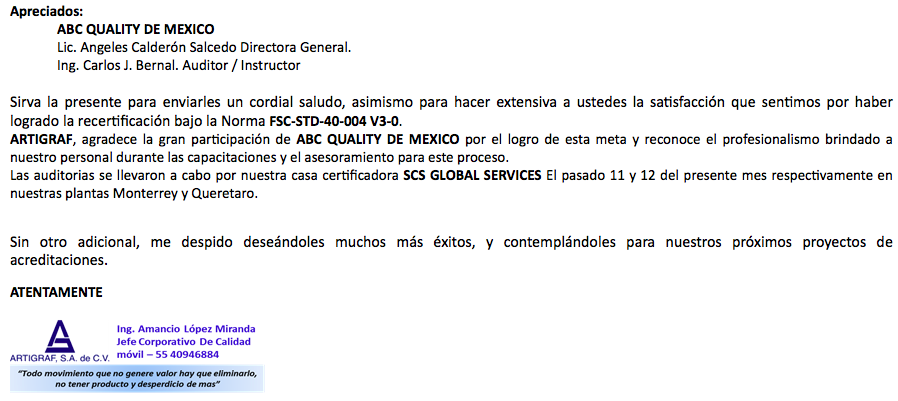 Apreciados:
ABC QUALITY DE MEXICO
Lic. Angeles Calderón Salcedo Directora General.
Ing. Carlos J. Bernal. Auditor / Instructor
Sirva la presente para enviarles un cordial saludo, asimismo para hacer extensiva a ustedes la satisfacción que sentimos por haber
logrado la recertificación bajo la Norma FSC-STD-40-004 V3-0.
ARTIGRAF, agradece la gran participación de ABC QUALITY DE MEXICO por el logro de esta meta y reconoce el profesionalismo brindado a
nuestro personal durante las capacitaciones y el asesoramiento para este proceso.
Las auditorias se llevaron a cabo por nuestra casa certificadora SCS GLOBAL SERVICES El pasado 11 y 12 del presente mes respectivamente en
nuestras plantas Monterrey y Queretaro.
Sin otro adicional, me despido deseándoles muchos más éxitos, y contemplándoles para nuestros próximos proyectos de
acreditaciones.
ATENTAMENTE
Ing. Amancio López Miranda
Jefe Corporativo De Calidad
móvil – 55 40946884
ARTIGRAF, S.A. de C.V.
"Todo movimiento que no genere valor hay que eliminarlo,
no tener producto y desperdicio de mas"